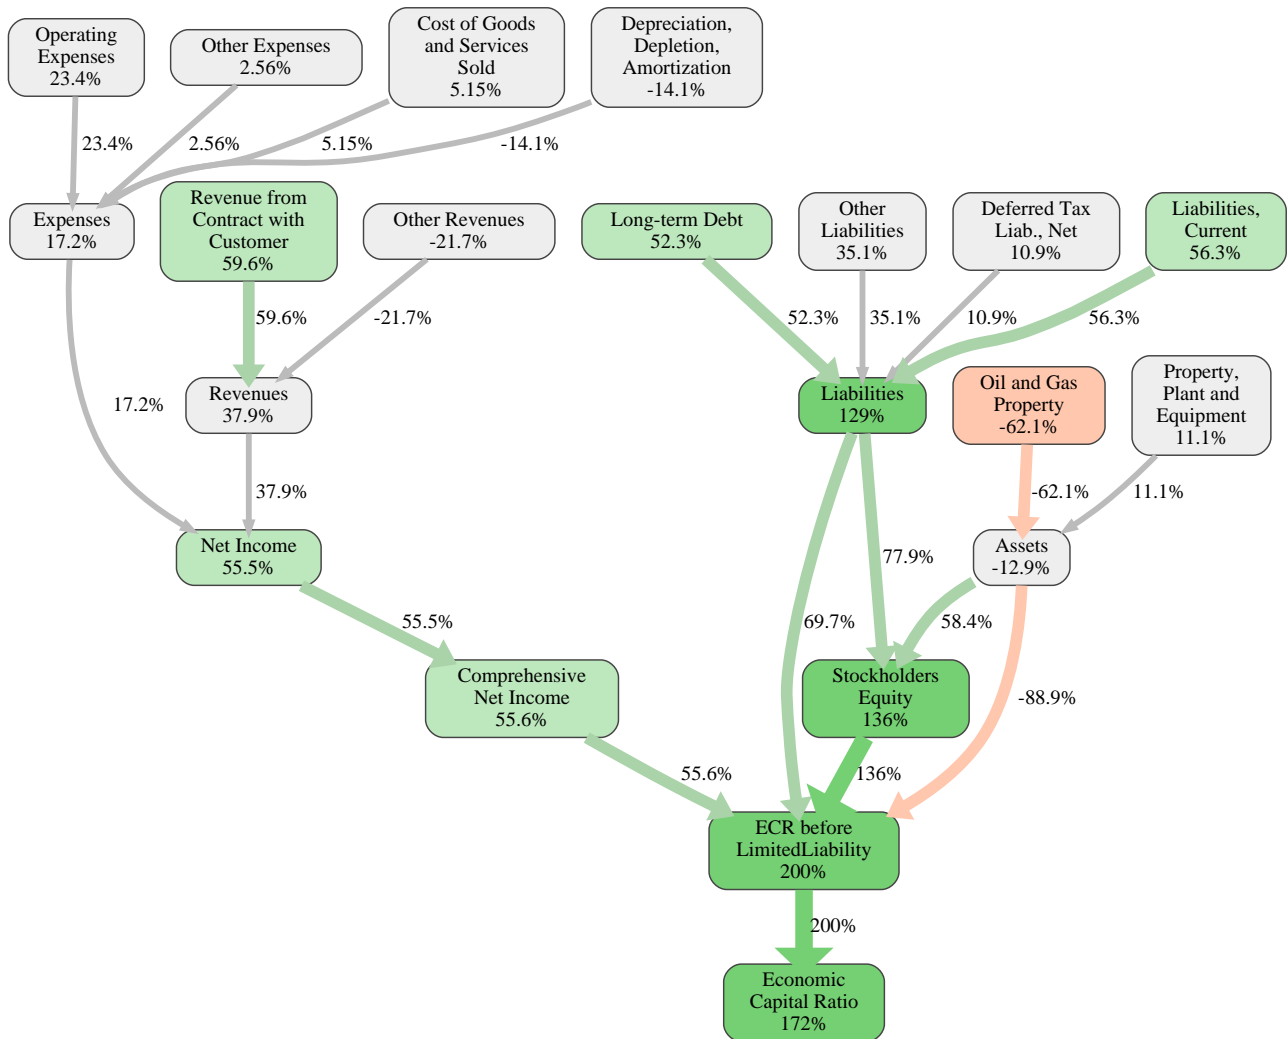 Operating
Expenses
23.4%
Other Expenses
2.56%
Cost of Goods
and Services
Sold
5.15%
Depreciation,
Depletion,
Amortization
-14.1%
23.4%
2.56%
5.15%
-14.1%
Expenses
17.2%
Revenue from
Contract with
Customer
59.6%
Other Revenues
-21.7%
Long-term Debt
52.3%
Other
Liabilities
35.1%
Deferred Tax
Liab., Net
10.9%
Liabilities,
Current
56.3%
59.6%
-21.7%
52.3%
35.1%
10.9%
56.3%
17.2%
Revenues
37.9%
Liabilities
129%
Oil and Gas
Property
-62.1%
Property,
Plant and
Equipment
11.1%
37.9%
-62.1%
11.1%
Net Income
55.5%
77.9%
Assets
-12.9%
55.5%
69.7%
58.4%
Comprehensive
Net Income
55.6%
Stockholders
Equity
136%
-88.9%
55.6%
136%
ECR before
LimitedLiability
200%
200%
Economic
Capital Ratio
172%